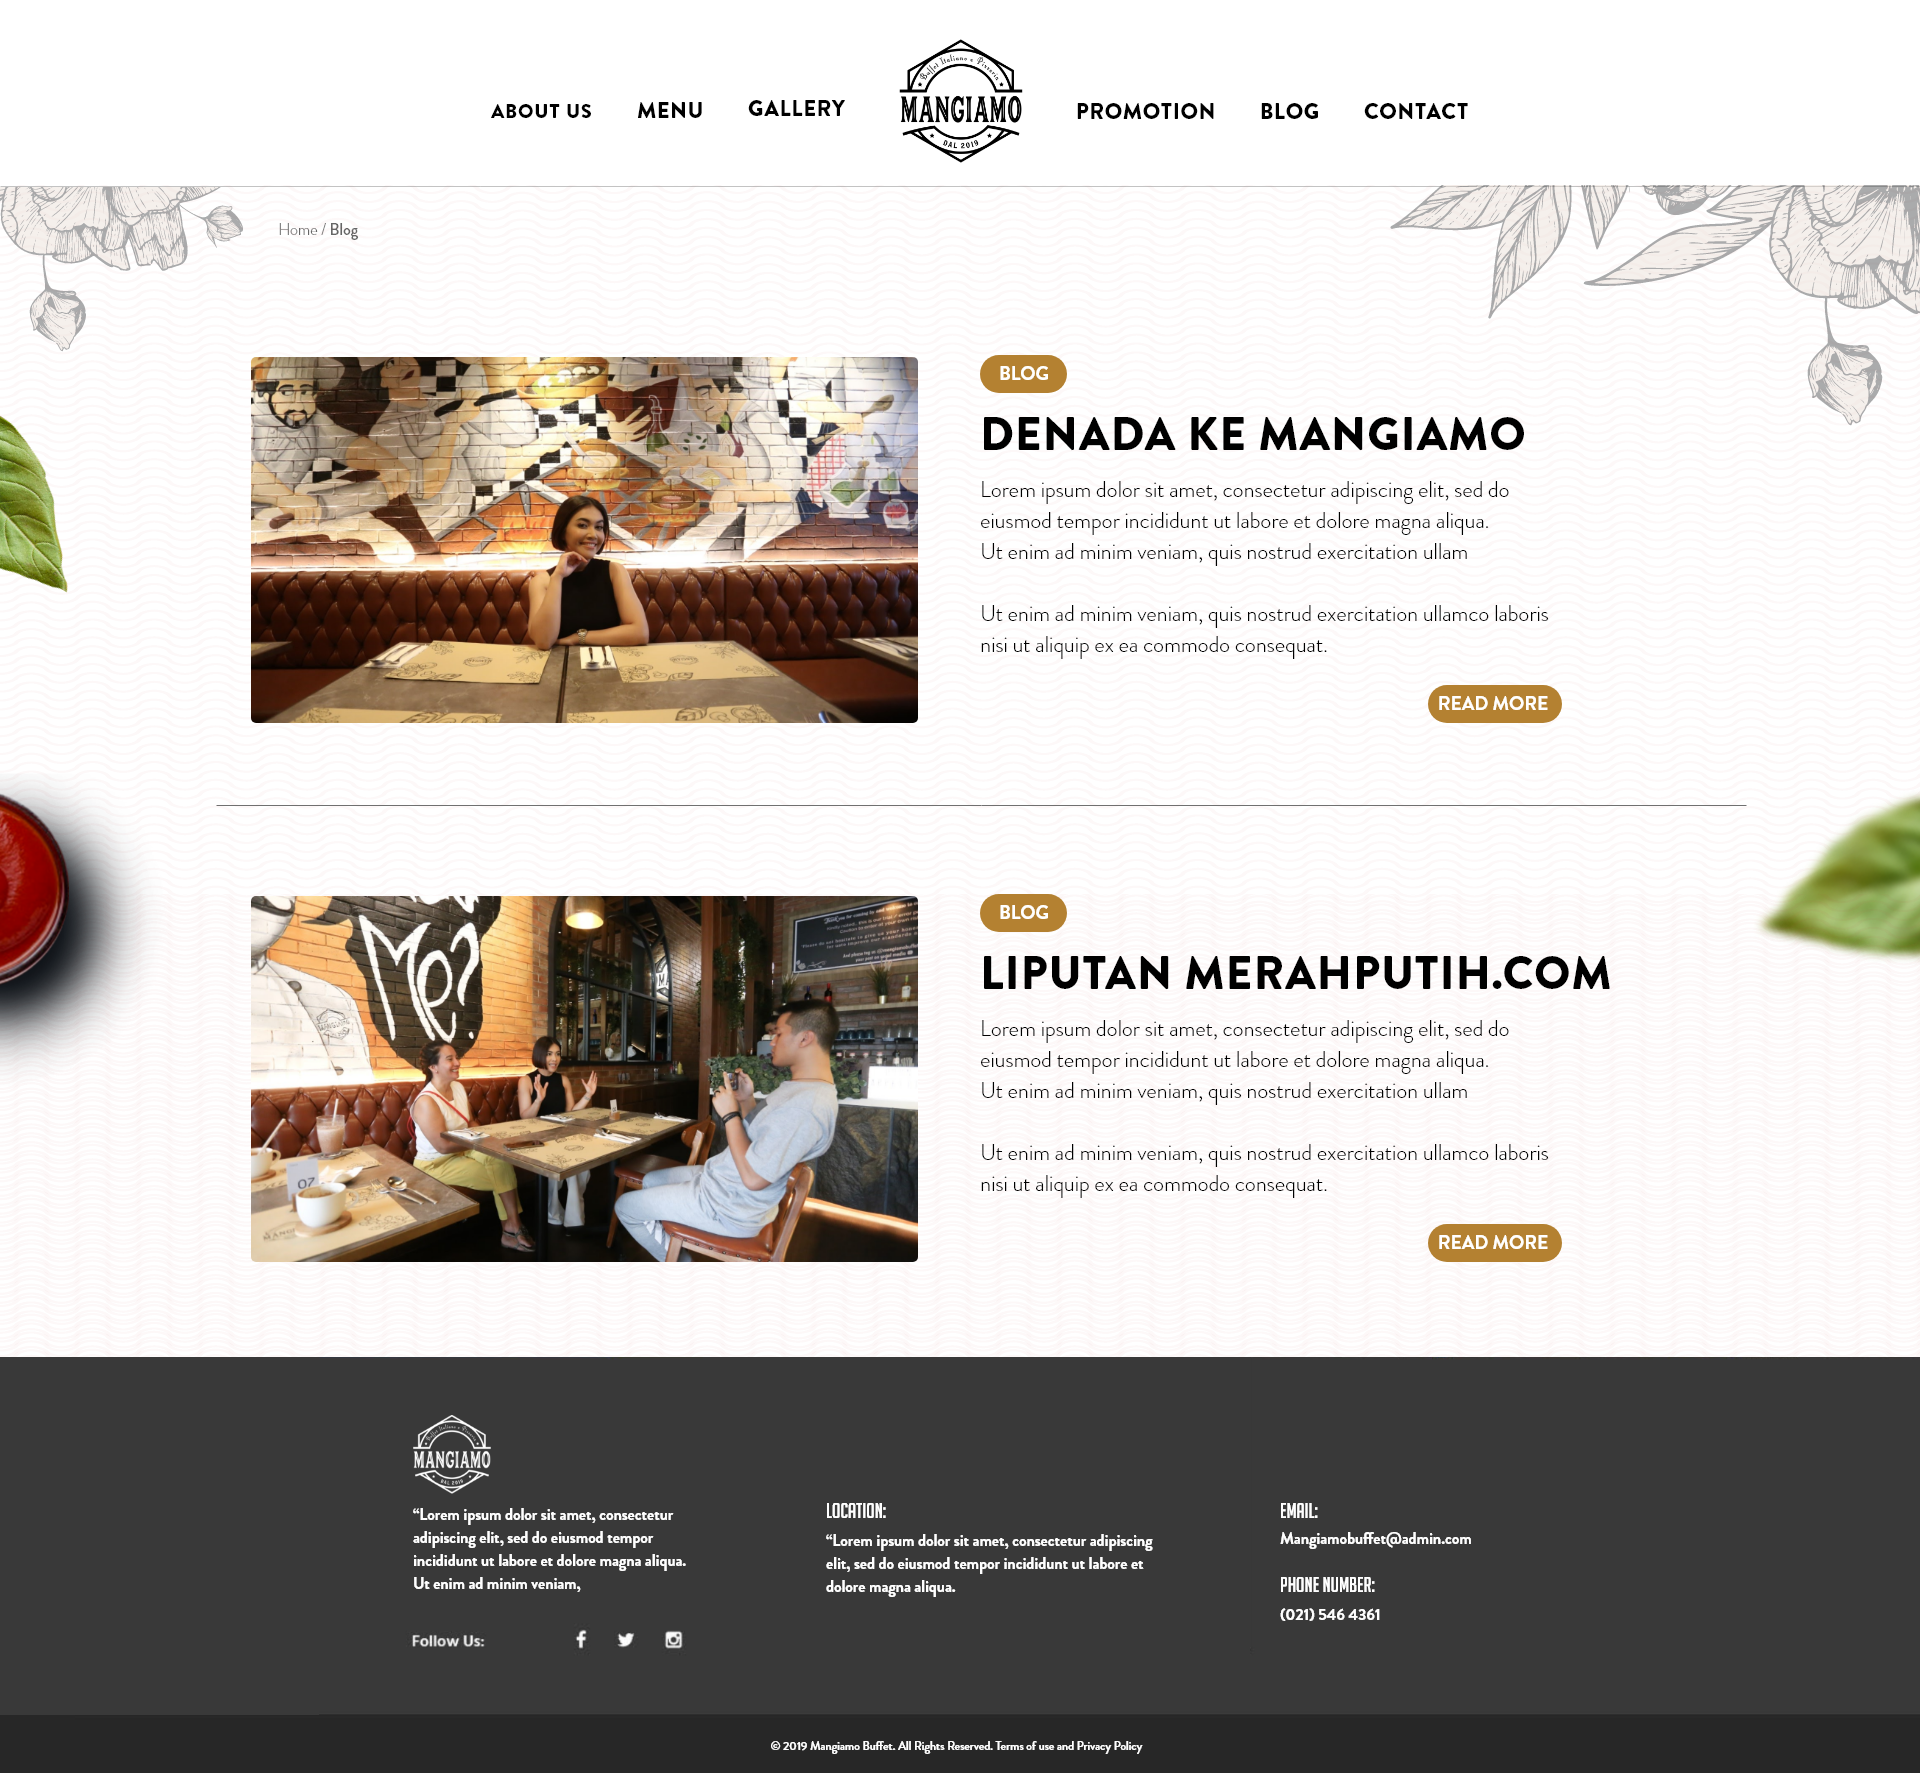 ABOUT US
MENU
GALLERY
Buffet Italiano e Pizzeria
MANGIAMO
DAL 2019
PROMOTION
BLOG
CONTACT
Home / Blog
BLOG
DENADA KE MANGIAMO
Lorem ipsum dolor sit amet, consectetur adipiscing elit, sed do
eiusmod tempor incididunt ut labore et dolore magna aliqua.
Ut enim ad minim veniam, quis nostrud exercitation ullam
Ut enim ad minim veniam, quis nostrud exercitation ullamco laboris
nisi ut aliquip ex ea commodo consequat.
READ MORE
Me?
07
BLOG
LIPUTAN MERAHPUTIH.COM
Lorem ipsum dolor sit amet, consectetur adipiscing elit, sed do
eiusmod tempor incididunt ut labore et dolore magna aliqua.
Ut enim ad minim veniam, quis nostrud exercitation ullam
Ut enim ad minim veniam, quis nostrud exercitation ullamco laboris
nisi ut aliquip ex ea commodo consequat.
READ MORE
Buffet Italiano e Pizzeria
MANGIAMO
DAL 2019
“Lorem ipsum dolor sit amet, consectetur
adipiscing elit, sed do eiusmod tempor
incididunt ut labore et dolore magna aliqua.
Ut enim ad minim veniam,
Follow Us:
LOCATION:
“Lorem ipsum dolor sit amet, consectetur adipiscing
elit, sed do eiusmod tempor incididunt ut labore et
dolore magna aliqua.
EMAIL:
Mangiamobuffet@admin.com
PHONE NUMBER:
(021) 546 4361
© 2019 Mangiamo Buffet. All Rights Reserved. Terms of use and Privacy Policy